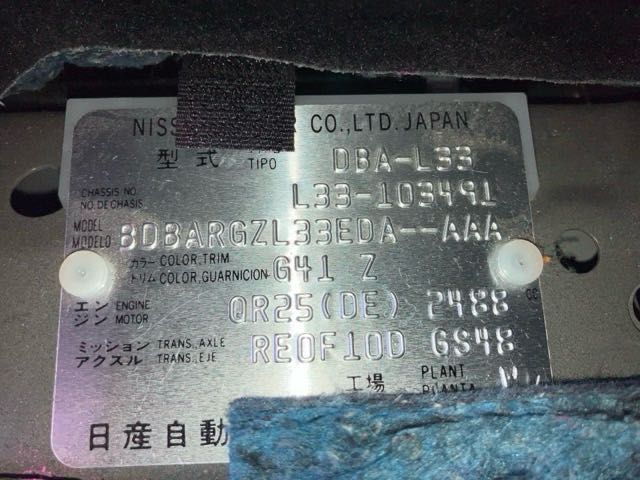 NISS R CO.,LTD.JAPAN
型式 TIPO DBA-L33
CHASSIS NO. NO.DE CHASIS L33-103491
MODEL MODELO BDBARGZL33EDA--AAA
カラー COLOR,TRIM
トリム COLOR,GUARNICION G41 Z
エンジン ENGINE MOTOR QR25(DE) 2488 CC
ミッション TRANS.,AXLE
アクスル TRANS.,EJE RE0F10D GS48
工場 PLANT PLANTA
日産自動